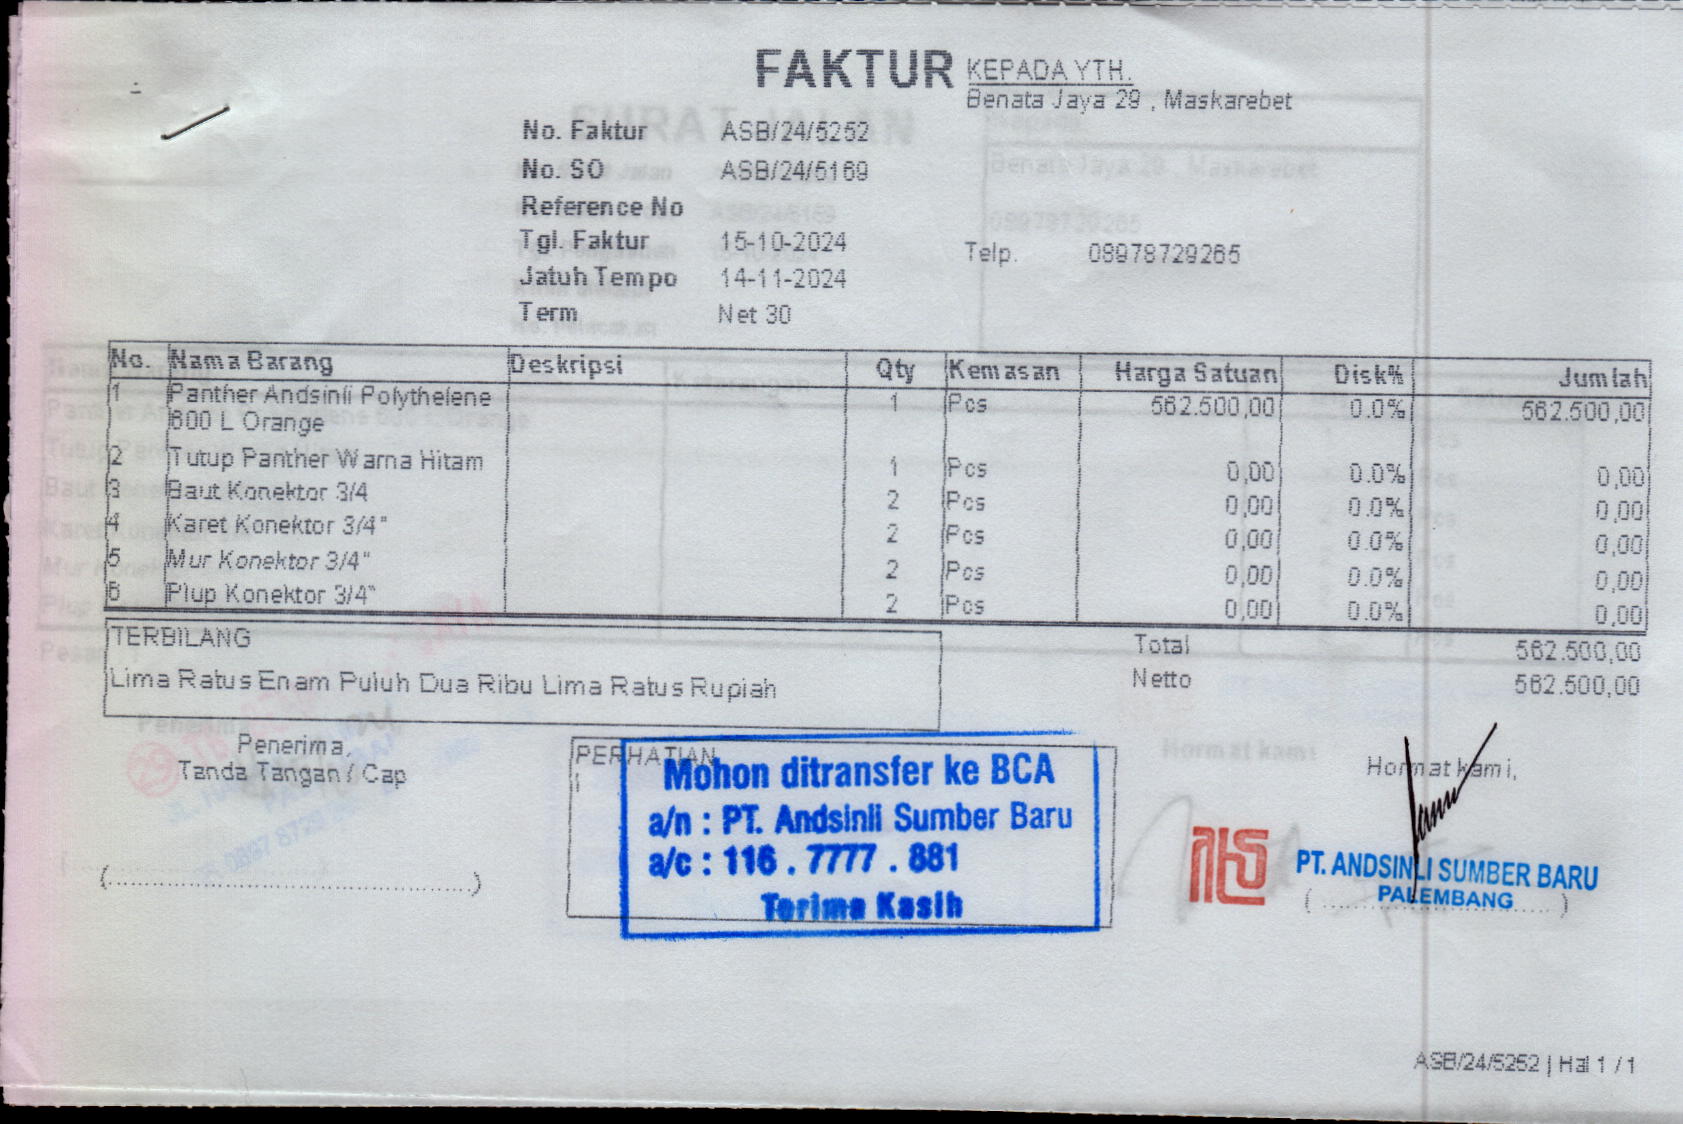 FAKTUR
KEPADA YTH.
Benata Jaya 29 , Maskarebet
No. Faktur ASB/24/5252
No. SO ASB/24/5169
Reference No
Tgl. Faktur 15-10-2024
Telp. 08978729265
Jatuh Tempo 14-11-2024
Term Net 30
No. Nama Barang Deskripsi Qty Kemasan Harga Satuan Disk% Jumlah
1 Panther Andsinli Polythelene 1 Pcs 562.500,00 0.0% 562.500,00
600 L Orange
2 Tutup Panther Warna Hitam 1 Pcs 0,00 0.0% 0,00
3 Baut Konektor 3/4 2 Pcs 0,00 0.0% 0,00
4 Karet Konektor 3/4" 2 Pcs 0,00 0.0% 0,00
5 Mur Konektor 3/4" 2 Pcs 0,00 0.0% 0,00
6 Plup Konektor 3/4" 2 Pcs 0,00 0.0% 0,00
TERBILANG
Lima Ratus Enam Puluh Dua Ribu Lima Ratus Rupiah
Total 562.500,00
Netto 562.500,00
Penerima,
Tanda Tangan / Cap
PERHATIAN
Mohon ditransfer ke BCA
a/n : PT. Andsinli Sumber Baru
a/c : 116 . 7777 . 881
Terima Kasih
Hormat kami,
PT. ANDSINLI SUMBER BARU
PALEMBANG
ASB/24/5252 | Hal 1 / 1